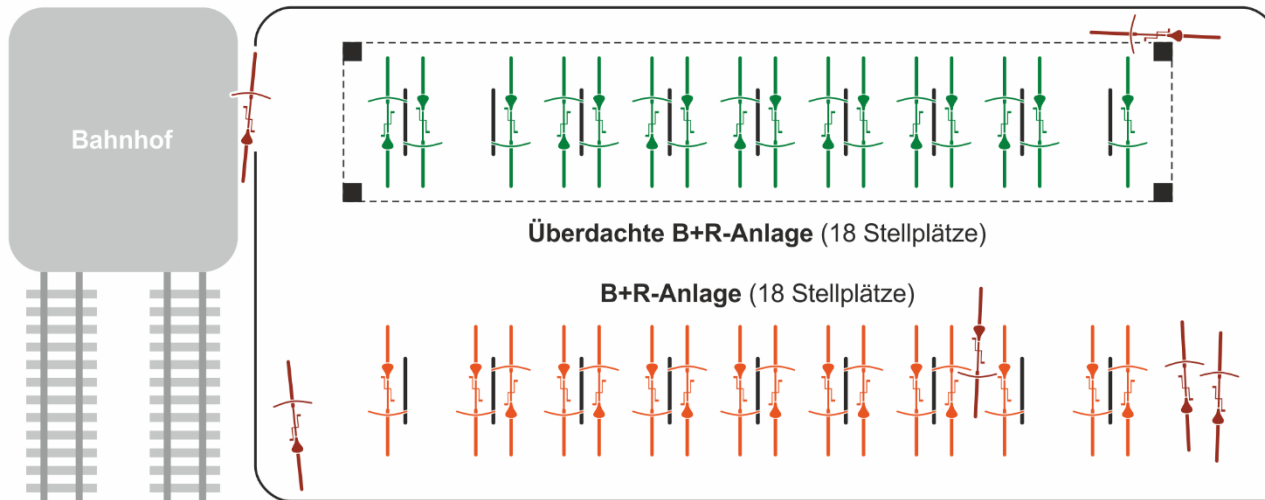 Bahnhof
Überdachte B+R-Anlage (18 Stellplätze)
B+R-Anlage (18 Stellplätze)